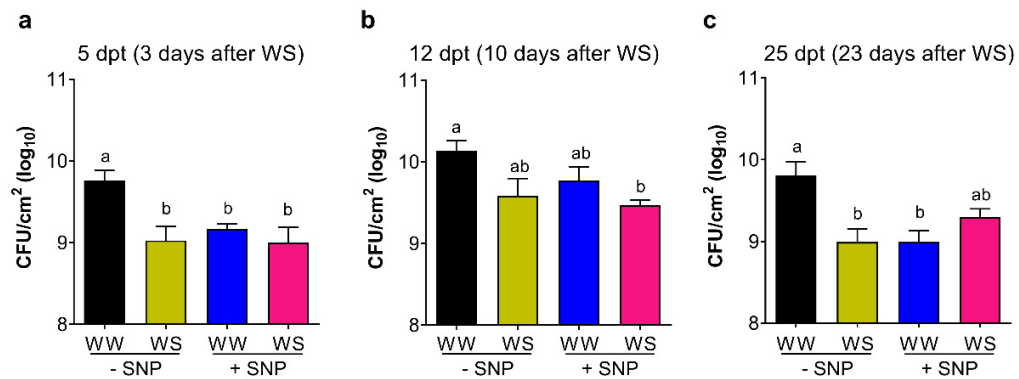 a
5 dpt (3 days after WS)
CFU/cm² (log₁₀)
11
10
9
8
a
b
b
b
WW WS WW WS
- SNP + SNP
b
12 dpt (10 days after WS)
CFU/cm² (log₁₀)
11
10
9
8
a
ab
ab
b
WW WS WW WS
- SNP + SNP
c
25 dpt (23 days after WS)
CFU/cm² (log₁₀)
11
10
9
8
a
b
b
ab
WW WS WW WS
- SNP + SNP